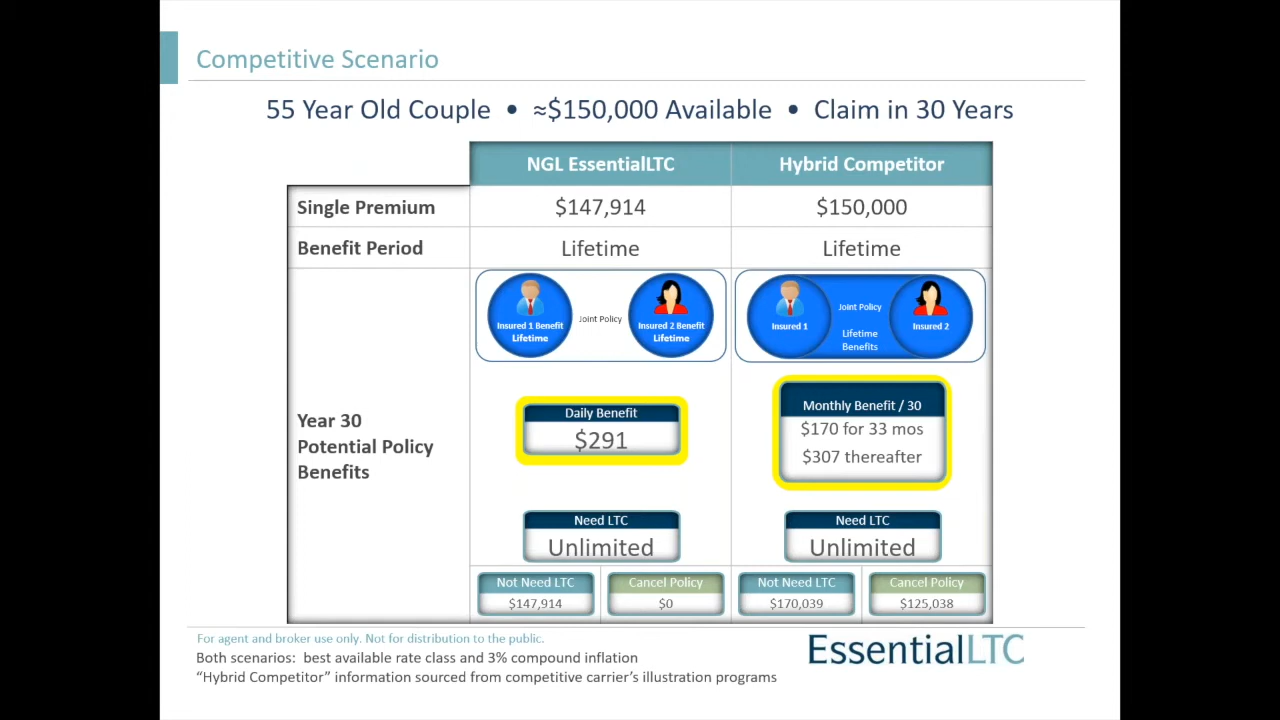 Competitive Scenario
55 Year Old Couple • ≈$150,000 Available • Claim in 30 Years
NGL EssentialLTC
Hybrid Competitor
Single Premium
$147,914
$150,000
Benefit Period
Lifetime
Lifetime
Year 30
Potential Policy
Benefits
Insured 1 Benefit
Lifetime
Joint Policy
Insured 2 Benefit
Lifetime
Insured 1
Joint Policy
Lifetime
Benefits
Insured 2
Daily Benefit
$291
Monthly Benefit / 30
$170 for 33 mos
$307 thereafter
Need LTC
Unlimited
Need LTC
Unlimited
Not Need LTC
$147,914
Cancel Policy
$0
Not Need LTC
$170,039
Cancel Policy
$125,038
For agent and broker use only. Not for distribution to the public.
Both scenarios: best available rate class and 3% compound inflation
"Hybrid Competitor" information sourced from competitive carrier's illustration programs
EssentialLTC